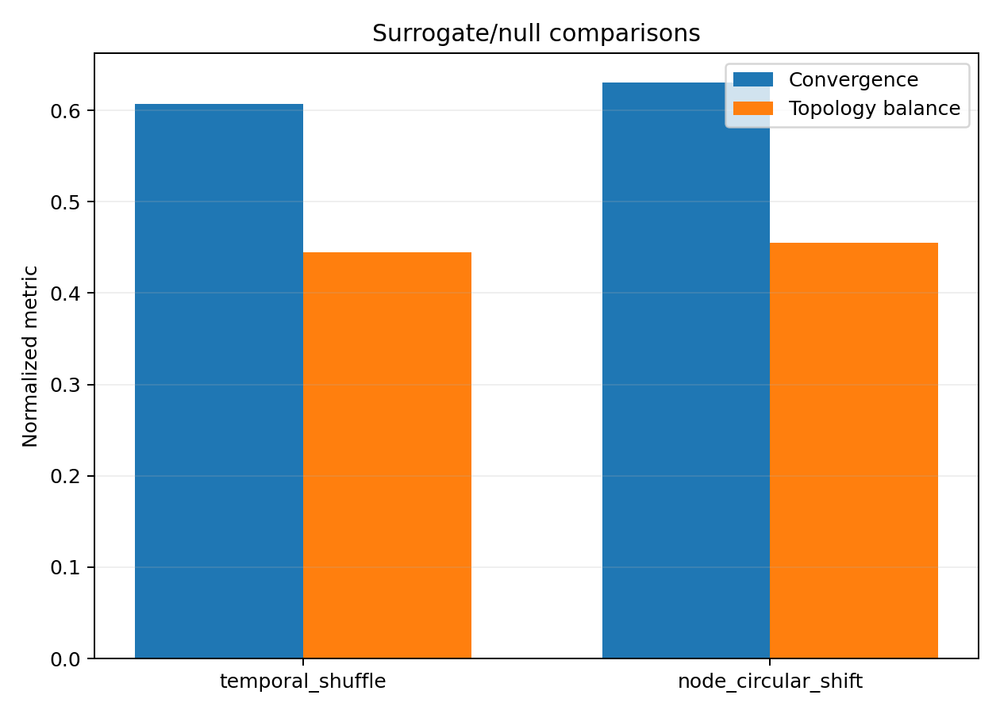 Surrogate/null comparisons
Convergence
Topology balance
Normalized metric
0.6
0.5
0.4
0.3
0.2
0.1
0.0
temporal_shuffle
node_circular_shift